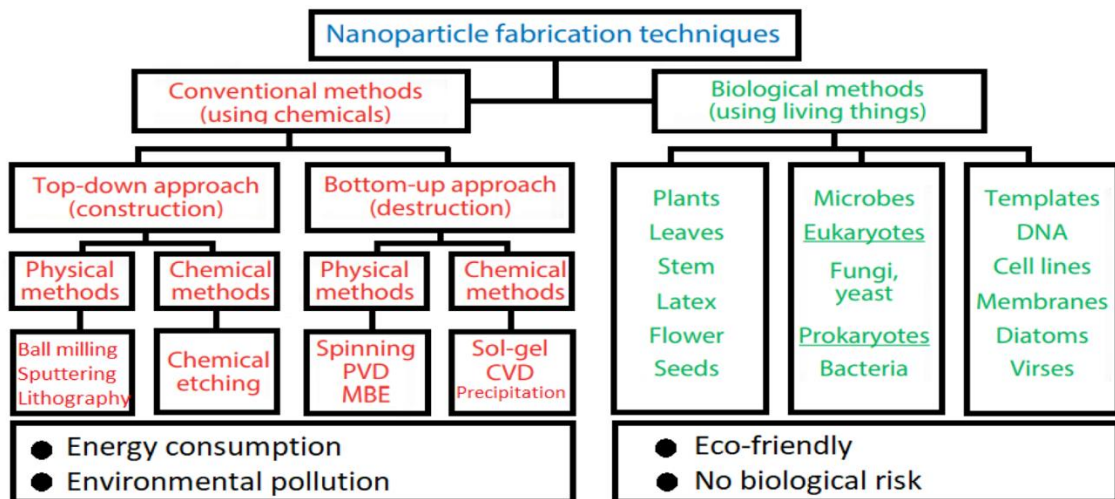 Nanoparticle fabrication techniques
Conventional methods
(using chemicals)
Biological methods
(using living things)
Top-down approach
(construction)
Bottom-up approach
(destruction)
Physical
methods
Chemical
methods
Physical
methods
Chemical
methods
Ball milling
Sputtering
Lithography
Chemical
etching
Spinning
PVD
MBE
Sol-gel
CVD
Precipitation
Plants
Leaves
Stem
Latex
Flower
Seeds
Microbes
Eukaryotes
Fungi,
yeast
Prokaryotes
Bacteria
Templates
DNA
Cell lines
Membranes
Diatoms
Virses
● Energy consumption
● Environmental pollution
● Eco-friendly
● No biological risk